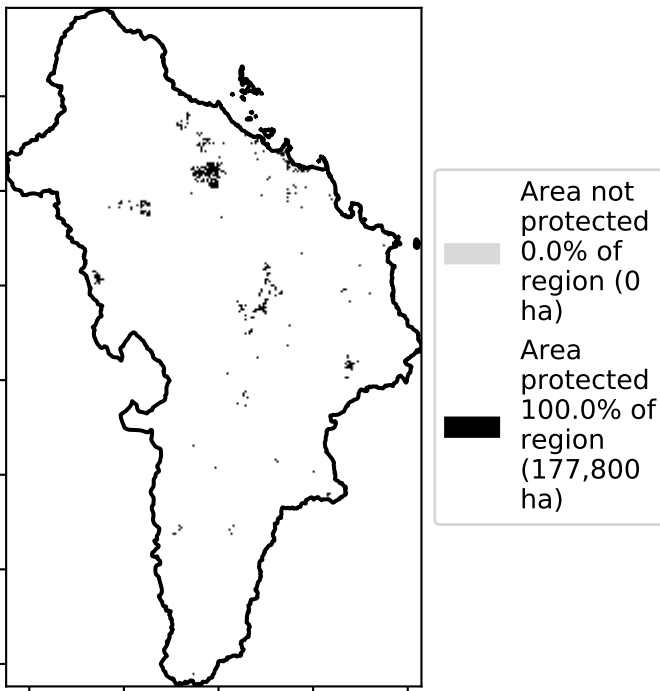 Area not
protected
0.0% of
region (0
ha)
Area
protected
100.0% of
region
(177,800
ha)